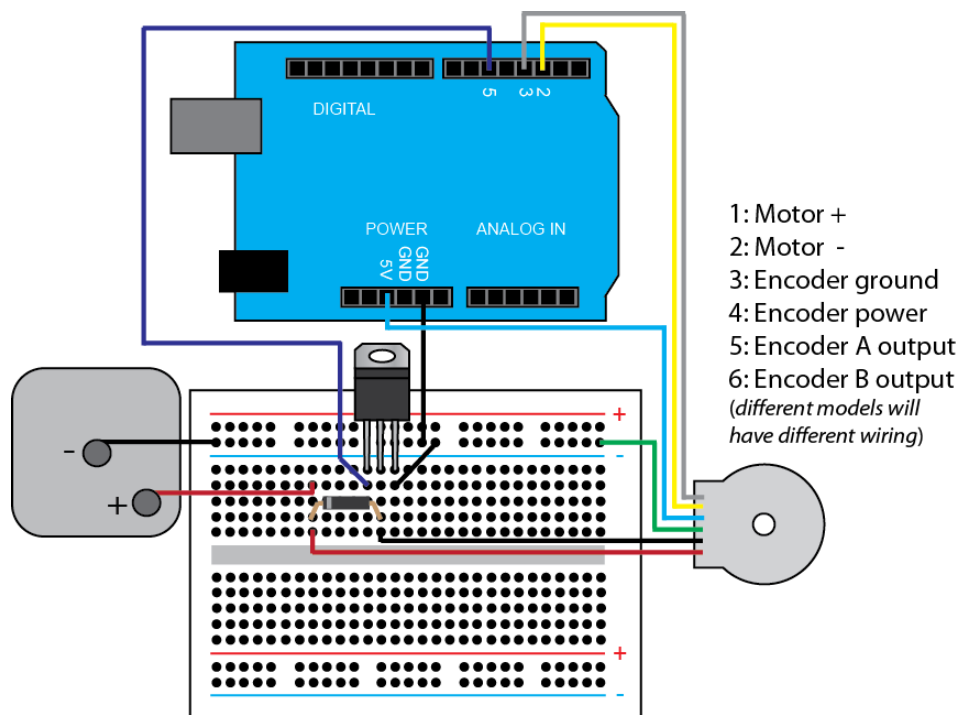 5
3
2
DIGITAL
POWER
ANALOG IN
5V
GND
GND
1: Motor +
2: Motor -
3: Encoder ground
4: Encoder power
5: Encoder A output
6: Encoder B output
(different models will
have different wiring)
+
-
-
+
+
-